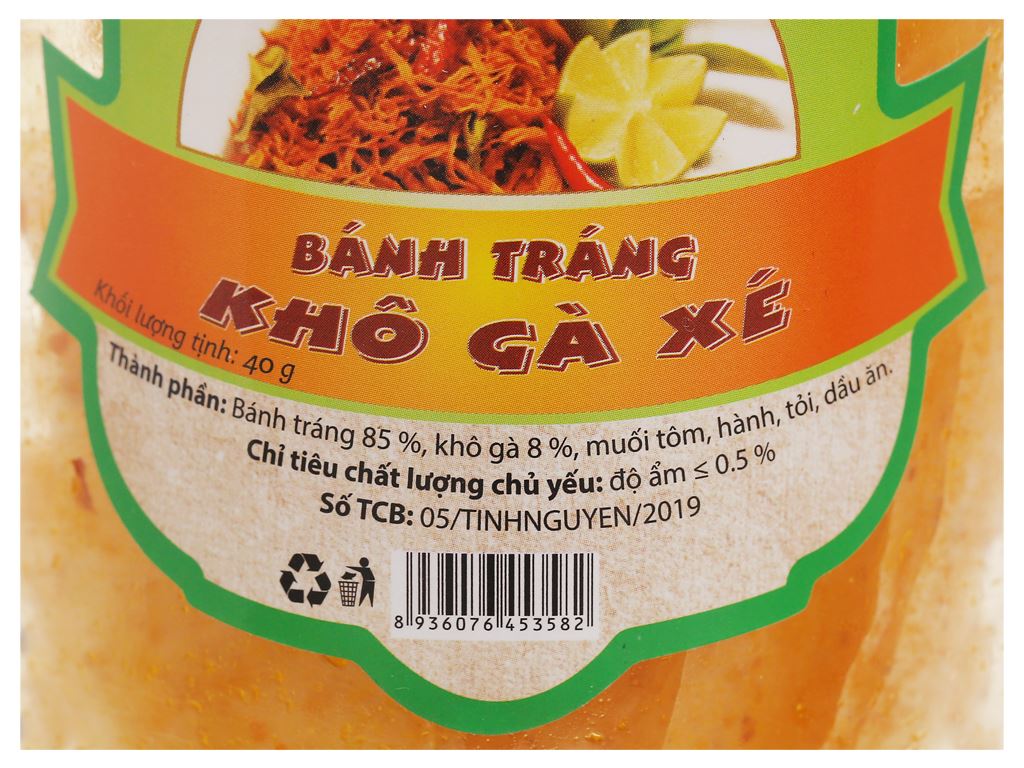 BÁNH TRÁNG
KHÔ GÀ XÉ
Khối lượng tịnh: 40 g
Thành phần: Bánh tráng 85 %, khô gà 8 %, muối tôm, hành, tỏi, dầu ăn.
Chỉ tiêu chất lượng chủ yếu: độ ẩm ≤ 0.5 %
Số TCB: 05/TINHNGUYEN/2019
8 936076 453582